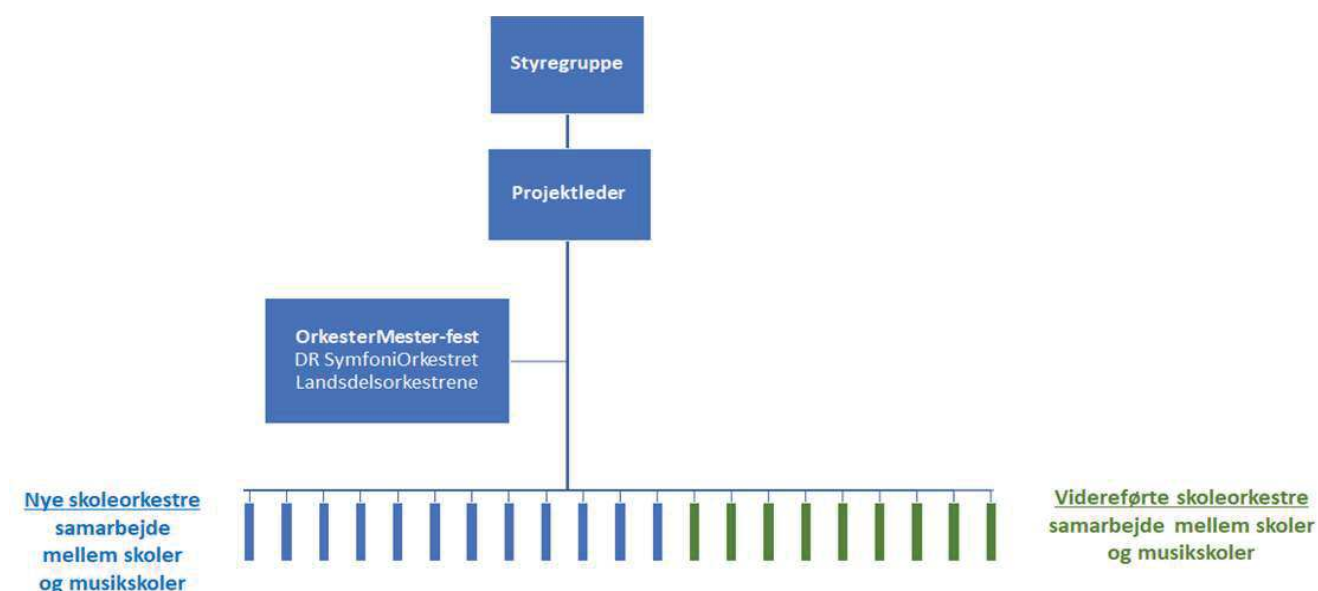 Styregruppe
Projektleder
OrkesterMester-fest
DR SymfoniOrkestret
Landsdelsorkestrene
Nye skoleorkestre
samarbejde
mellem skoler
og musikskoler
Videreførte skoleorkestre
samarbejde mellem skoler
og musikskoler